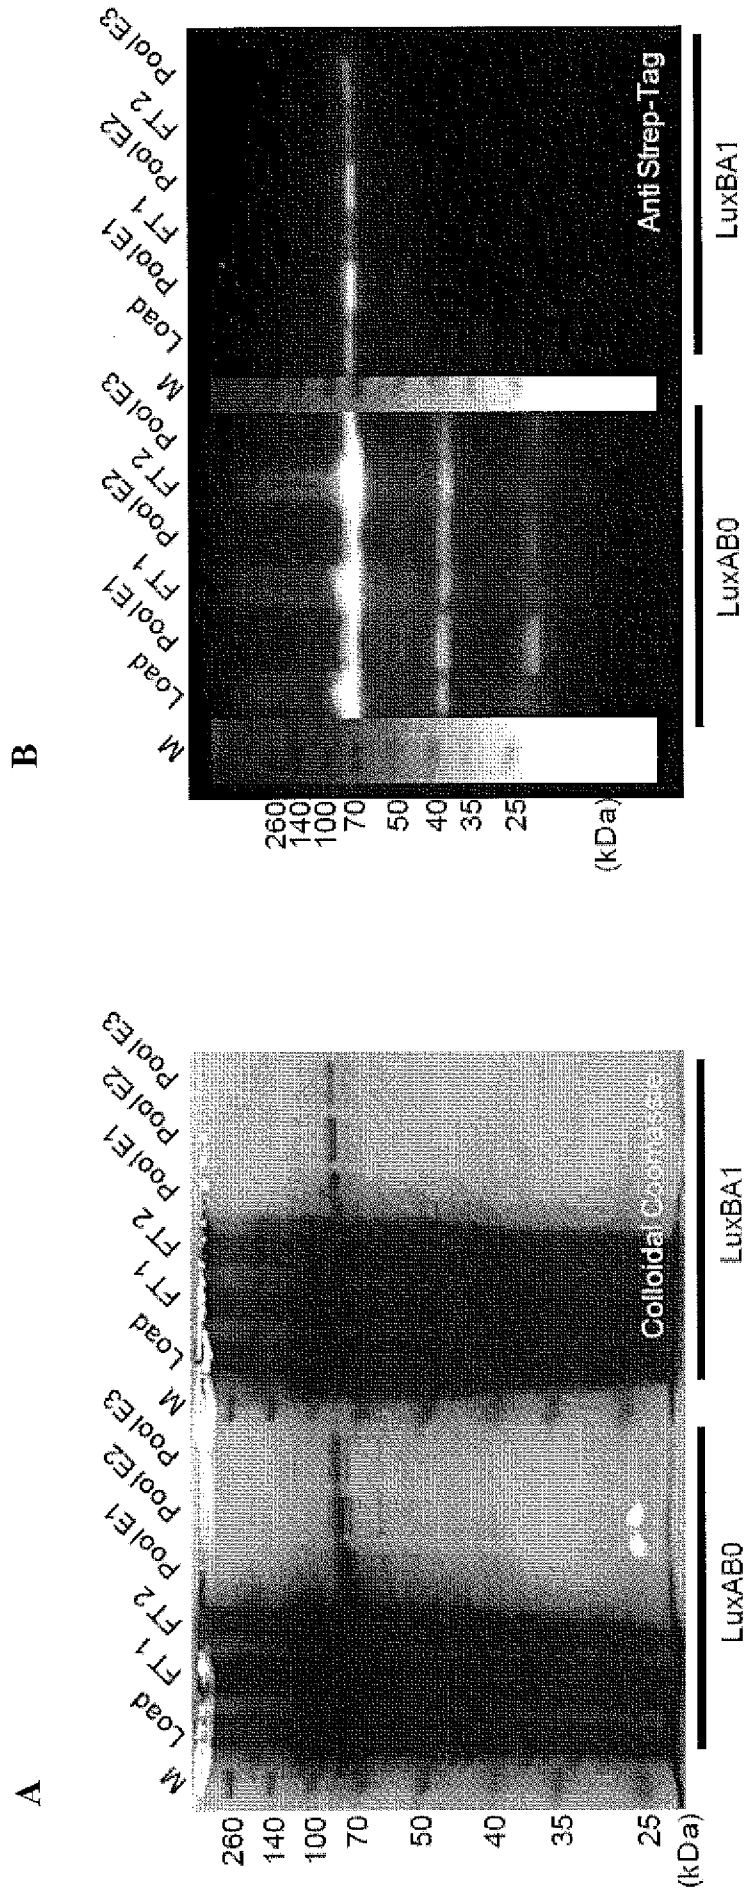 A
M Load FT 1 FT 2 Pool E1 Pool E2 Pool E3 M Load FT 1 FT 2 Pool E1 Pool E2 Pool E3
260
140
100
70
50
40
35
25
(kDa)
Colloidal Coomassie
LuxAB0 LuxBA1
B
M Load Pool E1 FT 1 Pool E2 FT 2 Pool E3 M Load Pool E1 FT 1 Pool E2 FT 2 Pool E3
260
140
100
70
50
40
35
25
(kDa)
Anti Strep-Tag
LuxAB0 LuxBA1